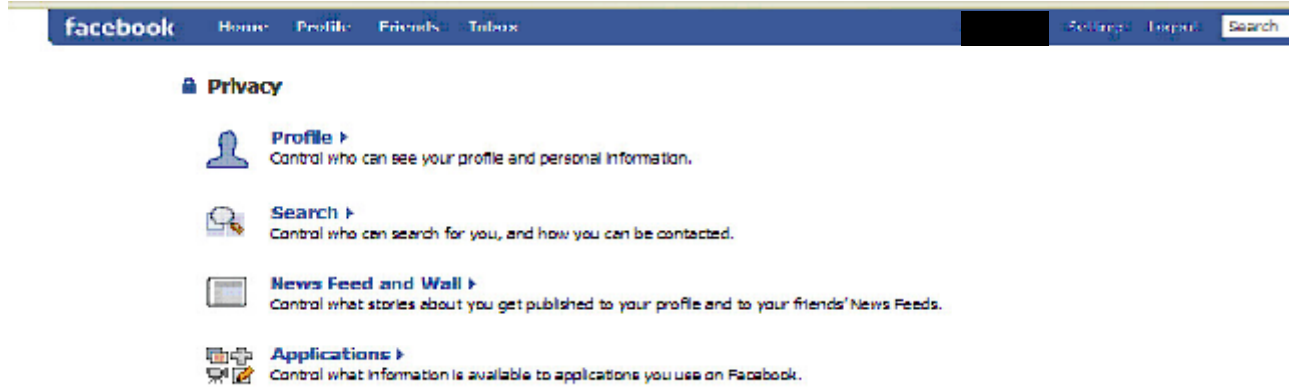 facebook Home Profile Friends Inbox Settings Logout Search
Privacy
Profile
Control who can see your profile and personal information.
Search
Control who can search for you, and how you can be contacted.
News Feed and Wall
Control what stories about you get published to your profile and to your friends' News Feeds.
Applications
Control what information is available to applications you use on Facebook.